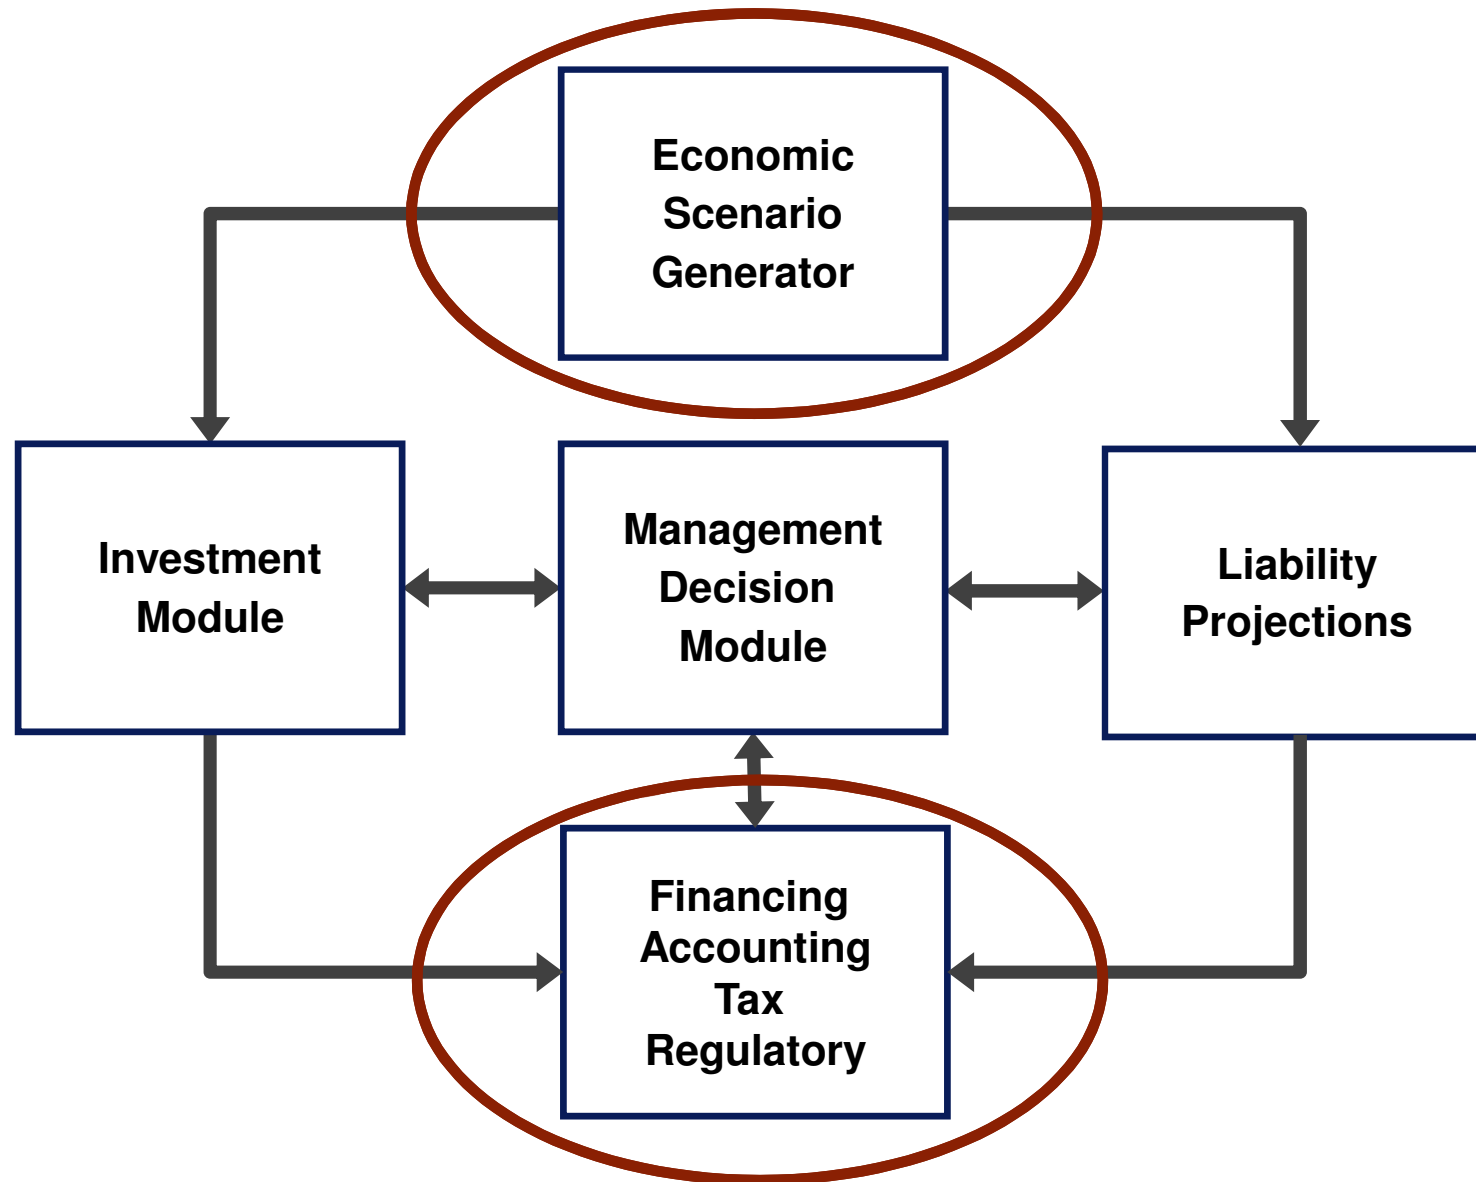 Economic
Scenario
Generator
Investment
Module
Management
Decision
Module
Liability
Projections
Financing
Accounting
Tax
Regulatory